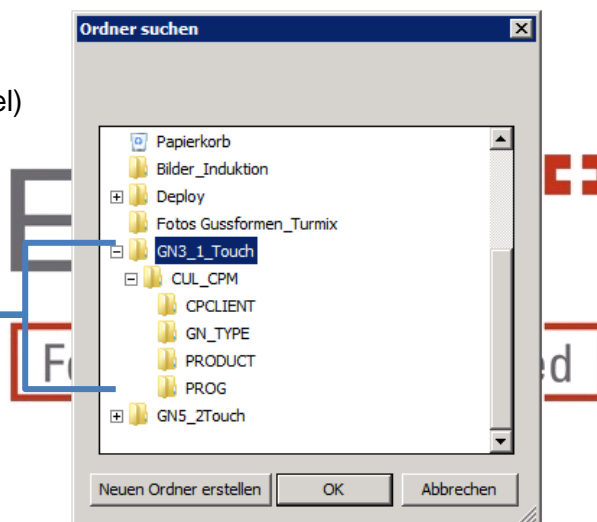 Ordner suchen
el)
Papierkorb
Bilder_Induktion
Deploy
Fotos Gussformen_Turmix
GN3_1_Touch
CUL_CPM
CPCLIENT
GN_TYPE
PRODUCT
PROG
GN5_2Touch
Neuen Ordner erstellen
OK
Abbrechen